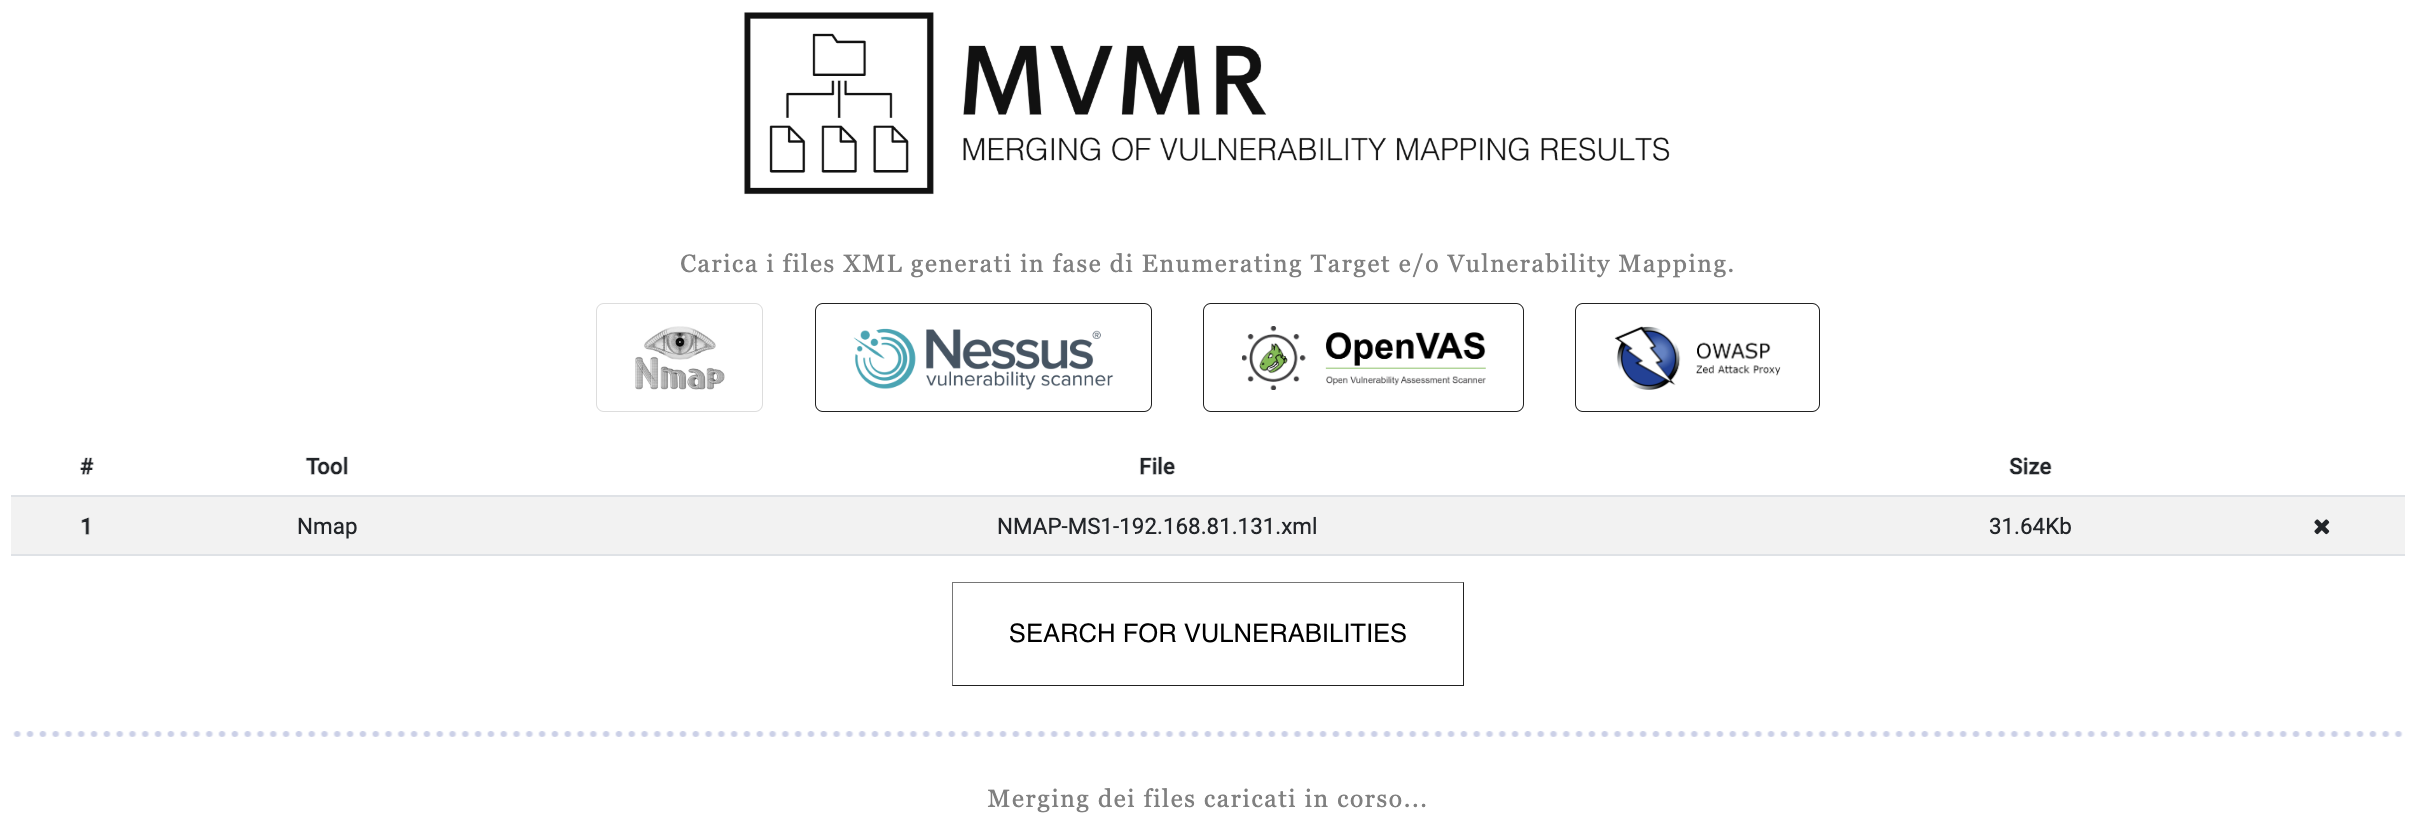 MVMR
MERGING OF VULNERABILITY MAPPING RESULTS
Carica i files XML generati in fase di Enumerating Target e/o Vulnerability Mapping.
Nmap
Nessus®
vulnerability scanner
OpenVAS
Open Vulnerability Assessment Scanner
OWASP
Zed Attack Proxy
# Tool File Size
1 Nmap NMAP-MS1-192.168.81.131.xml 31.64Kb ✖
SEARCH FOR VULNERABILITIES
Merging dei files caricati in corso...